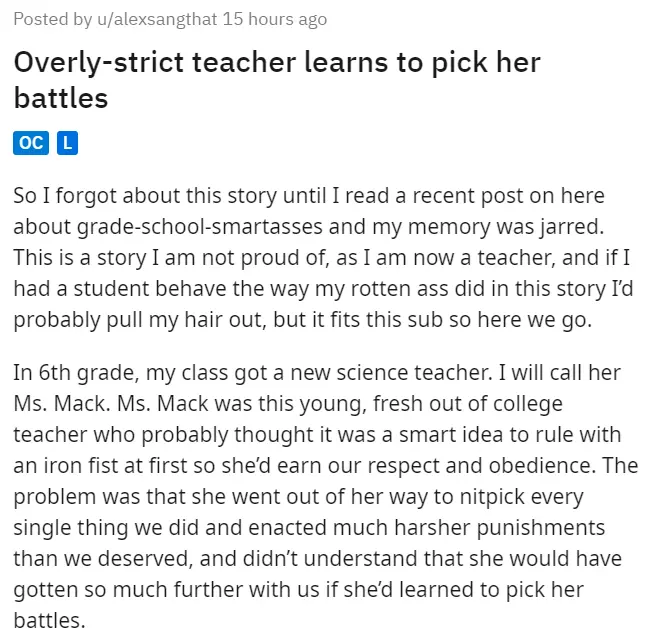 Posted by u/alexsangthat 15 hours ago
Overly-strict teacher learns to pick her
battles
OC L
So I forgot about this story until I read a recent post on here
about grade-school-smartasses and my memory was jarred.
This is a story I am not proud of, as I am now a teacher, and if I
had a student behave the way my rotten ass did in this story I’d
probably pull my hair out, but it fits this sub so here we go.
In 6th grade, my class got a new science teacher. I will call her
Ms. Mack. Ms. Mack was this young, fresh out of college
teacher who probably thought it was a smart idea to rule with
an iron fist at first so she’d earn our respect and obedience. The
problem was that she went out of her way to nitpick every
single thing we did and enacted much harsher punishments
than we deserved, and didn’t understand that she would have
gotten so much further with us if she’d learned to pick her
battles.